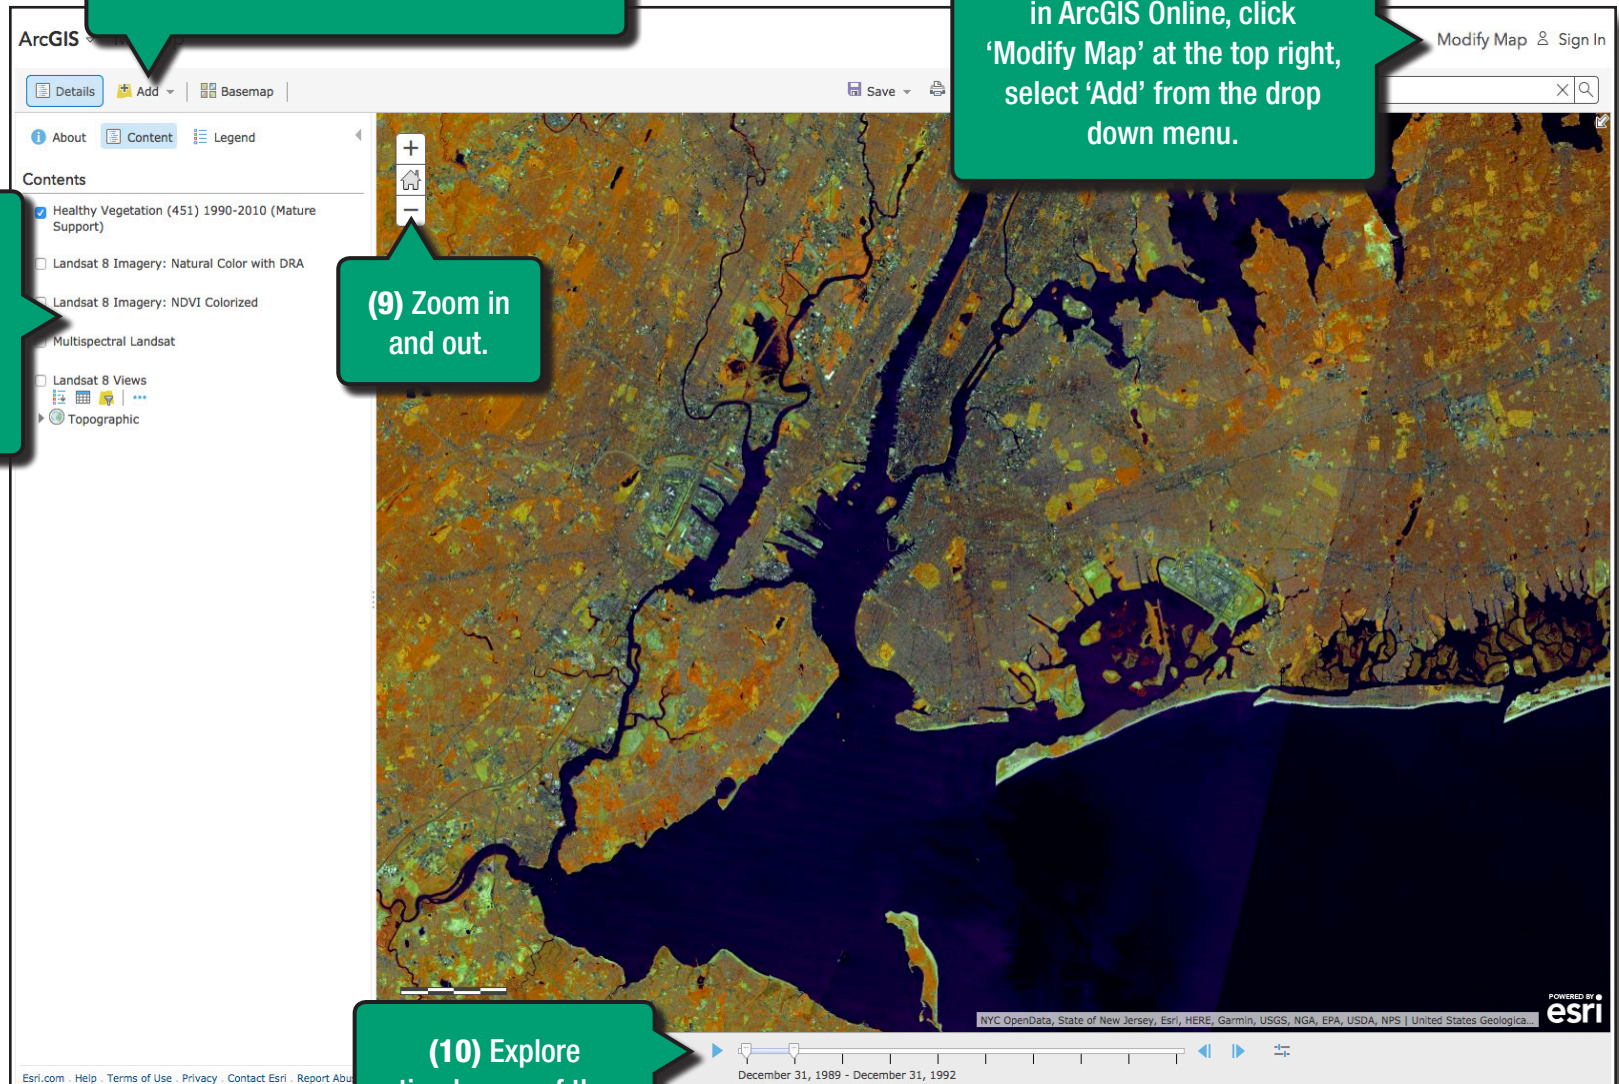 in ArcGIS Online, click
‘Modify Map’ at the top right,
select ‘Add’ from the drop
down menu.
ArcGIS
Modify Map Sign In
Details Add Basemap Save
About Content Legend
Contents
Healthy Vegetation (451) 1990-2010 (Mature
Support)
Landsat 8 Imagery: Natural Color with DRA
Landsat 8 Imagery: NDVI Colorized
Multispectral Landsat
Landsat 8 Views
Topographic
(9) Zoom in
and out.
POWERED BY
esri
NYC OpenData, State of New Jersey, Esri, HERE, Garmin, USGS, NGA, EPA, USDA, NPS | United States Geologica...
(10) Explore
December 31, 1989 - December 31, 1992
Esri.com . Help . Terms of Use . Privacy . Contact Esri . Report